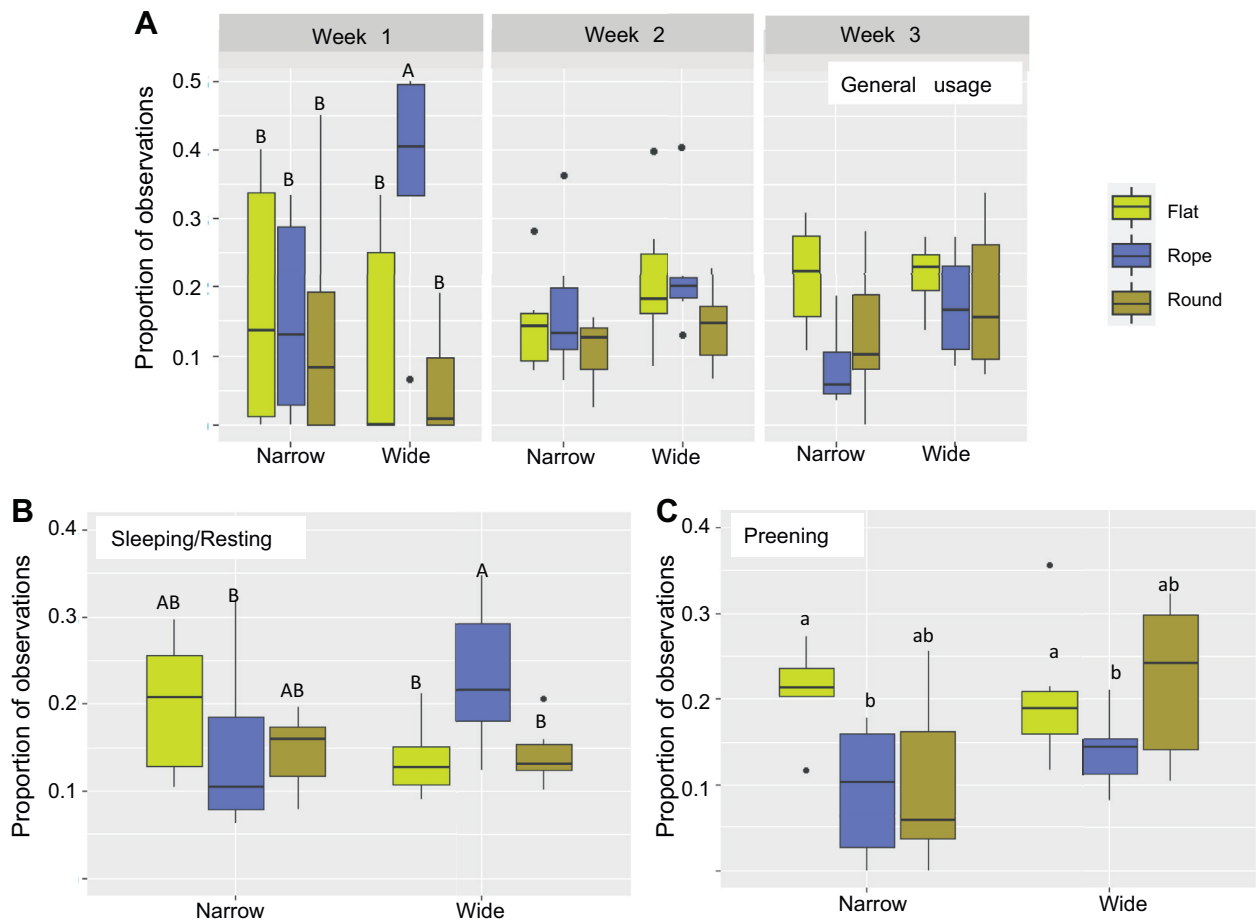 A
Week 1
Week 2
Week 3
General usage
Proportion of observations
0.5
0.4
0.3
0.2
0.1
B
B
B
B
A
B
Narrow
Wide
Narrow
Wide
Narrow
Wide
Flat
Rope
Round
B
Sleeping/Resting
Proportion of observations
0.4
0.3
0.2
0.1
AB
B
AB
B
A
B
Narrow
Wide
C
Preening
Proportion of observations
0.4
0.3
0.2
0.1
a
b
ab
a
b
ab
Narrow
Wide